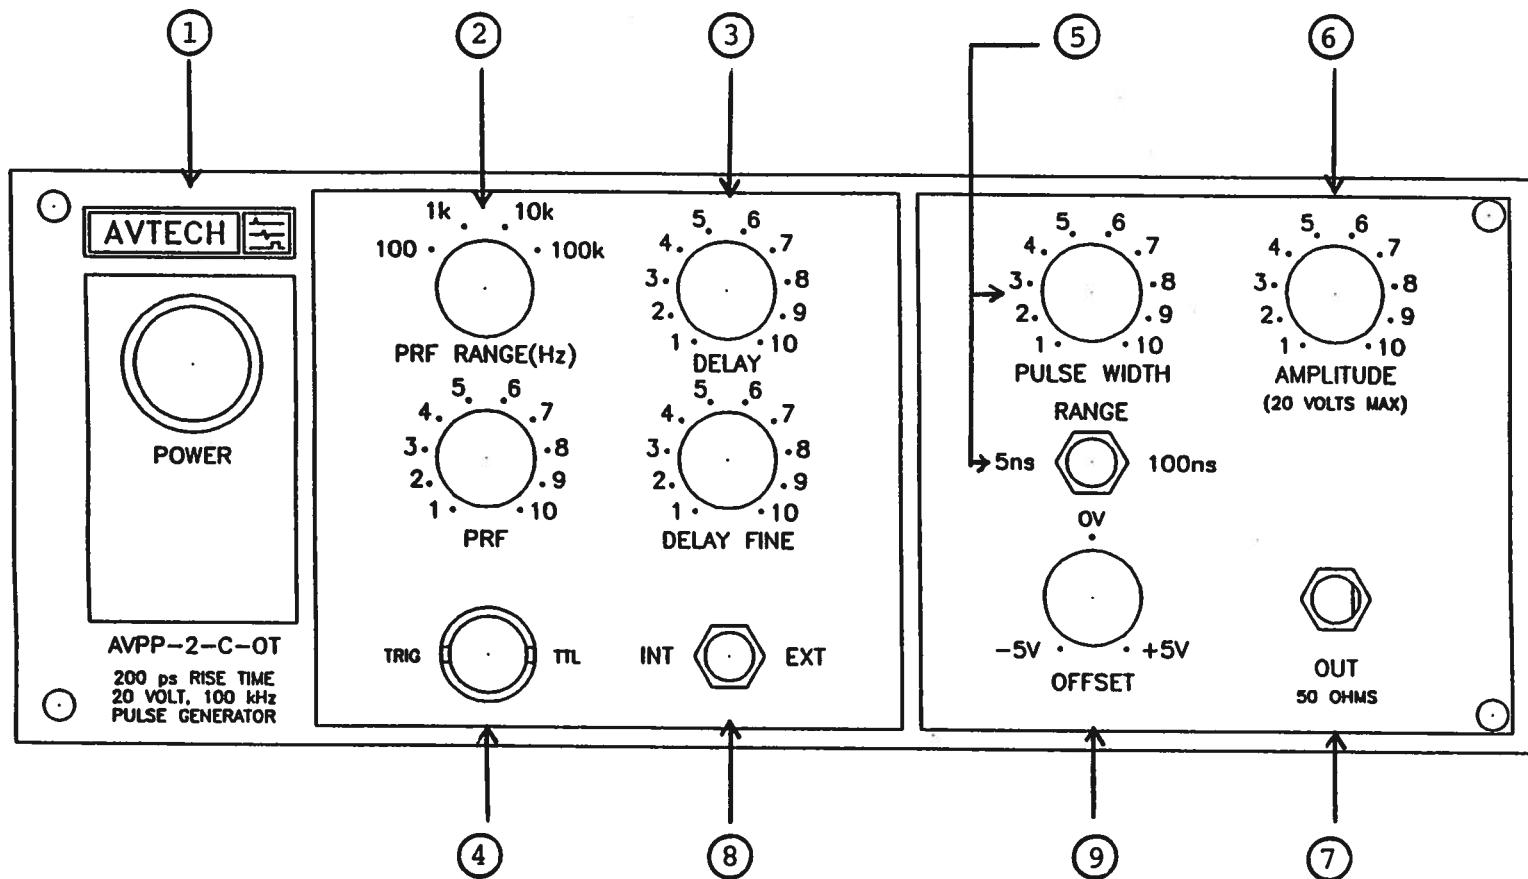 1 2 3 5 6
AVTECH
POWER
AVPP-2-C-OT
200 ps RISE TIME
20 VOLT, 100 kHz
PULSE GENERATOR
100 1k 10k 100k
PRF RANGE(Hz)
1 2 3 4 5 6 7 8 9 10
PRF
TRIG TTL
1 2 3 4 5 6 7 8 9 10
DELAY
1 2 3 4 5 6 7 8 9 10
DELAY FINE
INT EXT
1 2 3 4 5 6 7 8 9 10
PULSE WIDTH
RANGE
5ns 100ns
0V
-5V +5V
OFFSET
1 2 3 4 5 6 7 8 9 10
AMPLITUDE
(20 VOLTS MAX)
OUT
50 OHMS
4 8 9 7